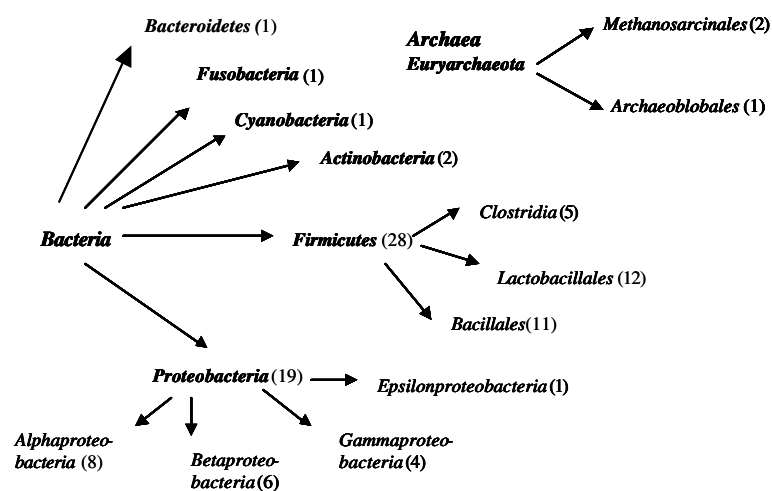 Bacteroidetes (1)
Archaea
Euryarchaeota
Methanosarcinales (2)
Fusobacteria (1)
Archaeoblobales (1)
Cyanobacteria (1)
Actinobacteria (2)
Clostridia (5)
Bacteria
Firmicutes (28)
Lactobacillales (12)
Bacillales(11)
Proteobacteria (19)
Epsilonproteobacteria (1)
Alphaproteo-
bacteria (8)
Betaproteo-
bacteria (6)
Gammaproteo-
bacteria (4)